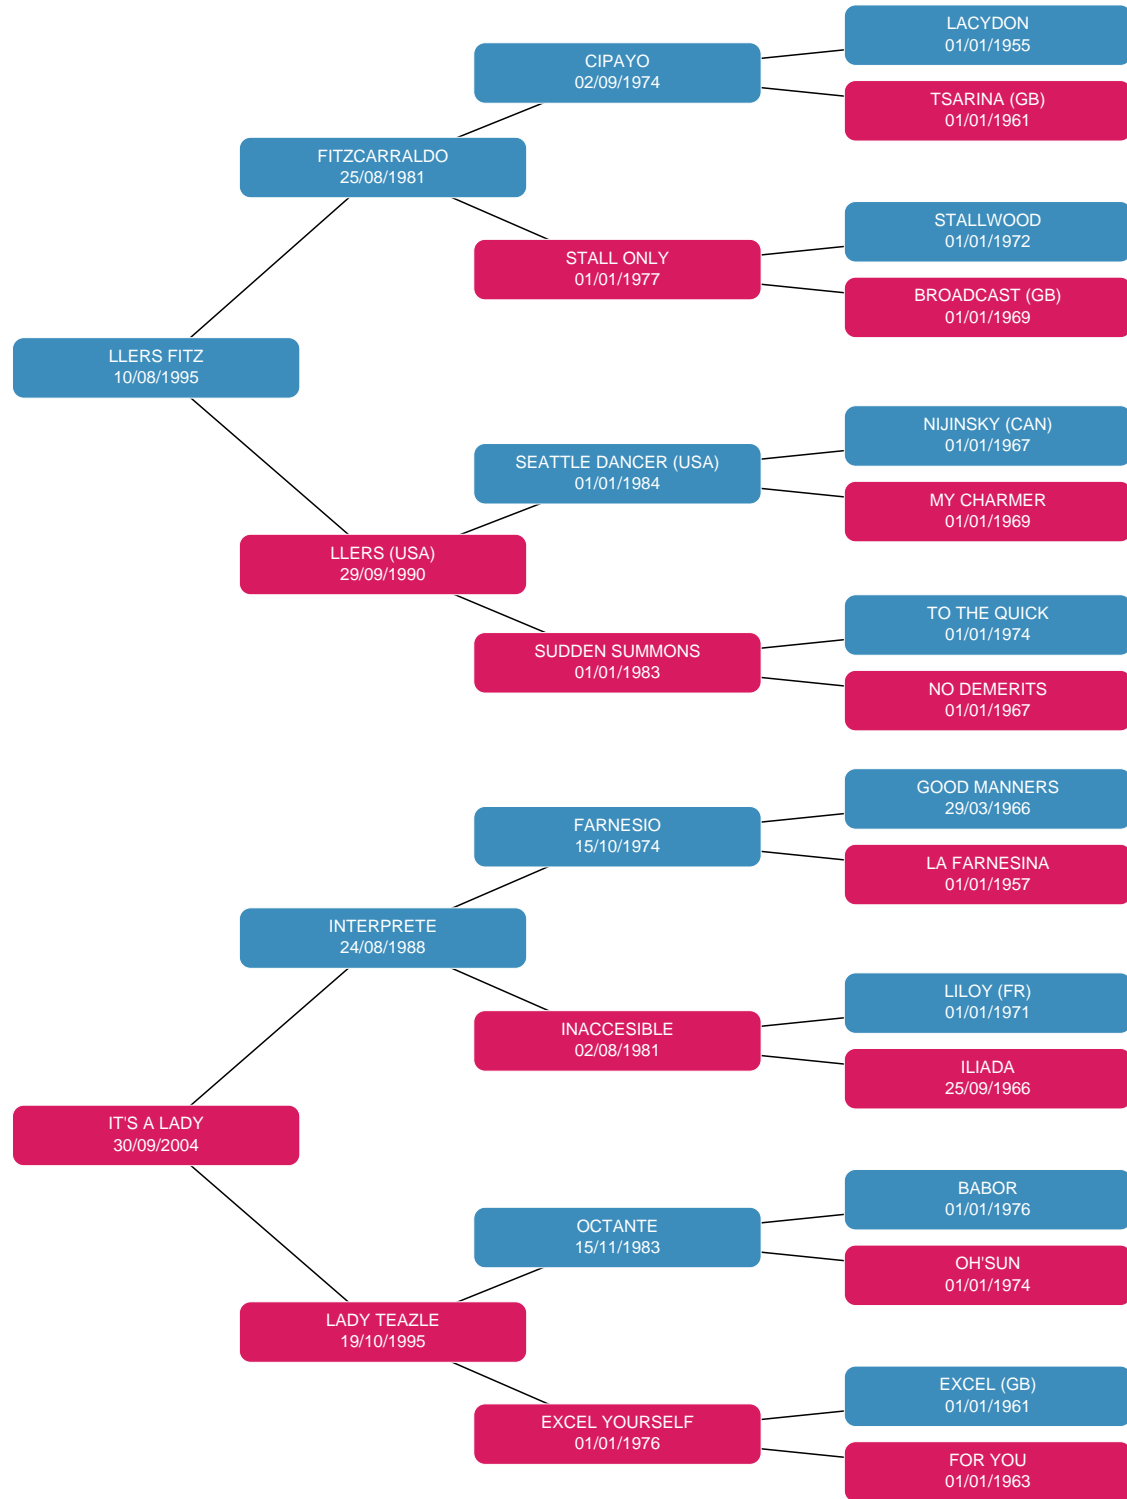 LACYDON
01/01/1955
CIPAYO
02/09/1974
TSARINA (GB)
01/01/1961
FITZCARRALDO
25/08/1981
STALLWOOD
01/01/1972
STALL ONLY
01/01/1977
BROADCAST (GB)
01/01/1969
LLERS FITZ
10/08/1995
NIJINSKY (CAN)
01/01/1967
SEATTLE DANCER (USA)
01/01/1984
MY CHARMER
01/01/1969
LLERS (USA)
29/09/1990
TO THE QUICK
01/01/1974
SUDDEN SUMMONS
01/01/1983
NO DEMERITS
01/01/1967
GOOD MANNERS
29/03/1966
FARNESIO
15/10/1974
LA FARNESINA
01/01/1957
INTERPRETE
24/08/1988
LILOY (FR)
01/01/1971
INACCESIBLE
02/08/1981
ILIADA
25/09/1966
IT'S A LADY
30/09/2004
BABOR
01/01/1976
OCTANTE
15/11/1983
OH'SUN
01/01/1974
LADY TEAZLE
19/10/1995
EXCEL (GB)
01/01/1961
EXCEL YOURSELF
01/01/1976
FOR YOU
01/01/1963